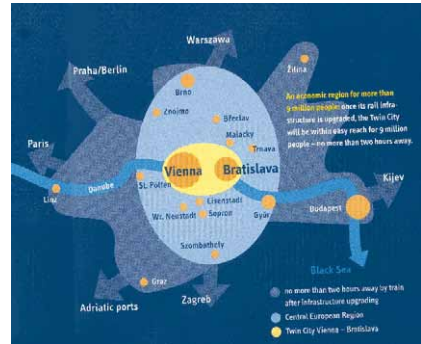 Warszawa
Žilina
Praha/Berlin
Brno
An economic region for more than
9 million people: once its rail infra-
structure is upgraded, the Twin City
will be within easy reach for 9 million
people – no more than two hours away.
Znojmo
Břeclav
Malacky
Trnava
Paris
Vienna
Bratislava
Danube
St. Pölten
Linz
Eisenstadt
Wr. Neustadt
Sopron
Győr
Budapest
Kijev
Szombathely
Black Sea
Graz
Zagreb
Adriatic ports
no more than two hours away by train
after infrastructure upgrading
Central European Region
Twin City Vienna – Bratislava